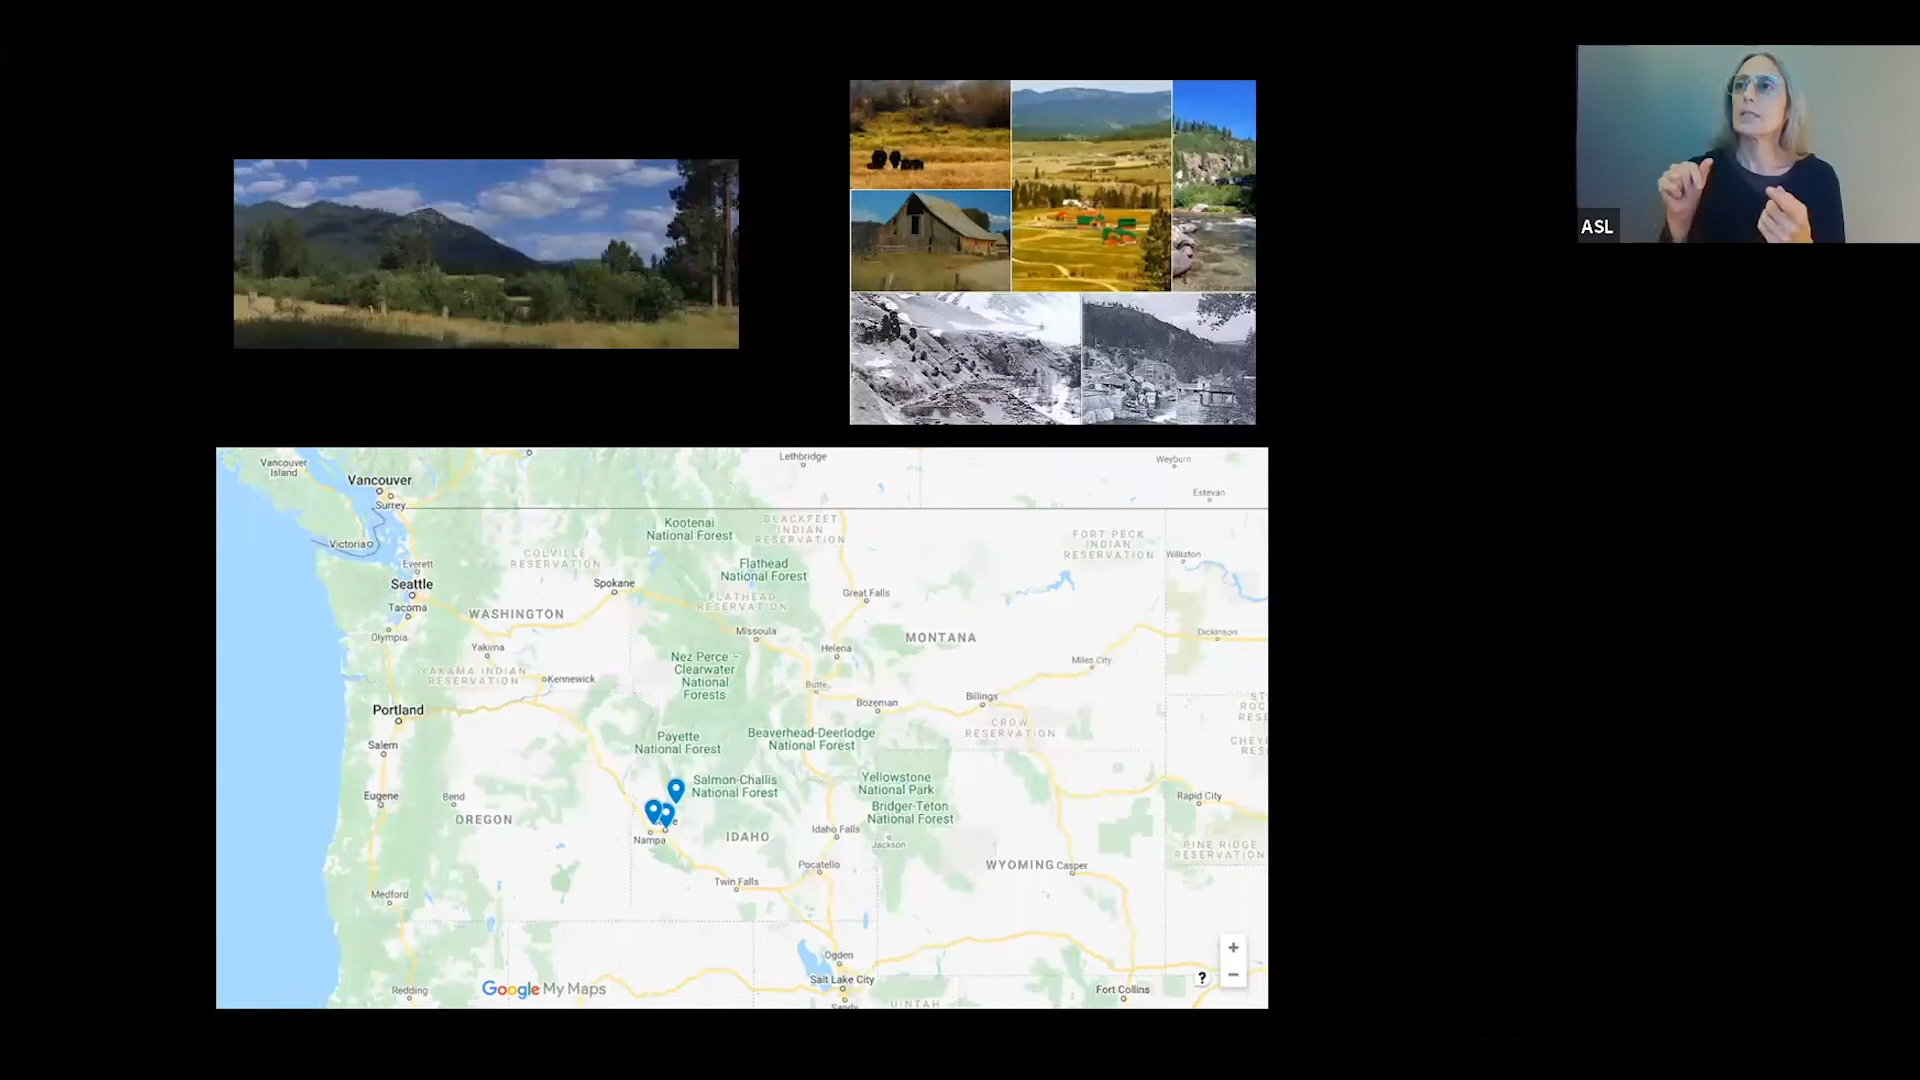 ASL
Vancouver
Island
Vancouver
Surrey
Victoria
Lethbridge
Weyburn
Estevan
Kootenai
National Forest
BLACKFEET
INDIAN
RESERVATION
FORT PECK
INDIAN
RESERVATION
Williston
COLVILLE
RESERVATION
Flathead
National Forest
Everett
Seattle
Spokane
FLATHEAD
RESERVATION
Great Falls
Tacoma
WASHINGTON
Olympia
Missoula
MONTANA
Dickinson
Yakima
Helena
YAKAMA INDIAN
RESERVATION
Kennewick
Nez Perce –
Clearwater
National
Forests
Miles City
Butte
Billings
Bozeman
Portland
CROW
RESERVATION
Salem
Payette
National Forest
Beaverhead-Deerlodge
National Forest
Salmon-Challis
National Forest
Yellowstone
National Park
Eugene
Bend
Rapid City
OREGON
Bridger-Teton
National Forest
Nampa
IDAHO
Idaho Falls
Jackson
PINE RIDGE
RESERVATION
Pocatello
WYOMING
Casper
Twin Falls
Medford
Ogden
Salt Lake City
Redding
Google My Maps
Fort Collins
+
?
−
UINTAH